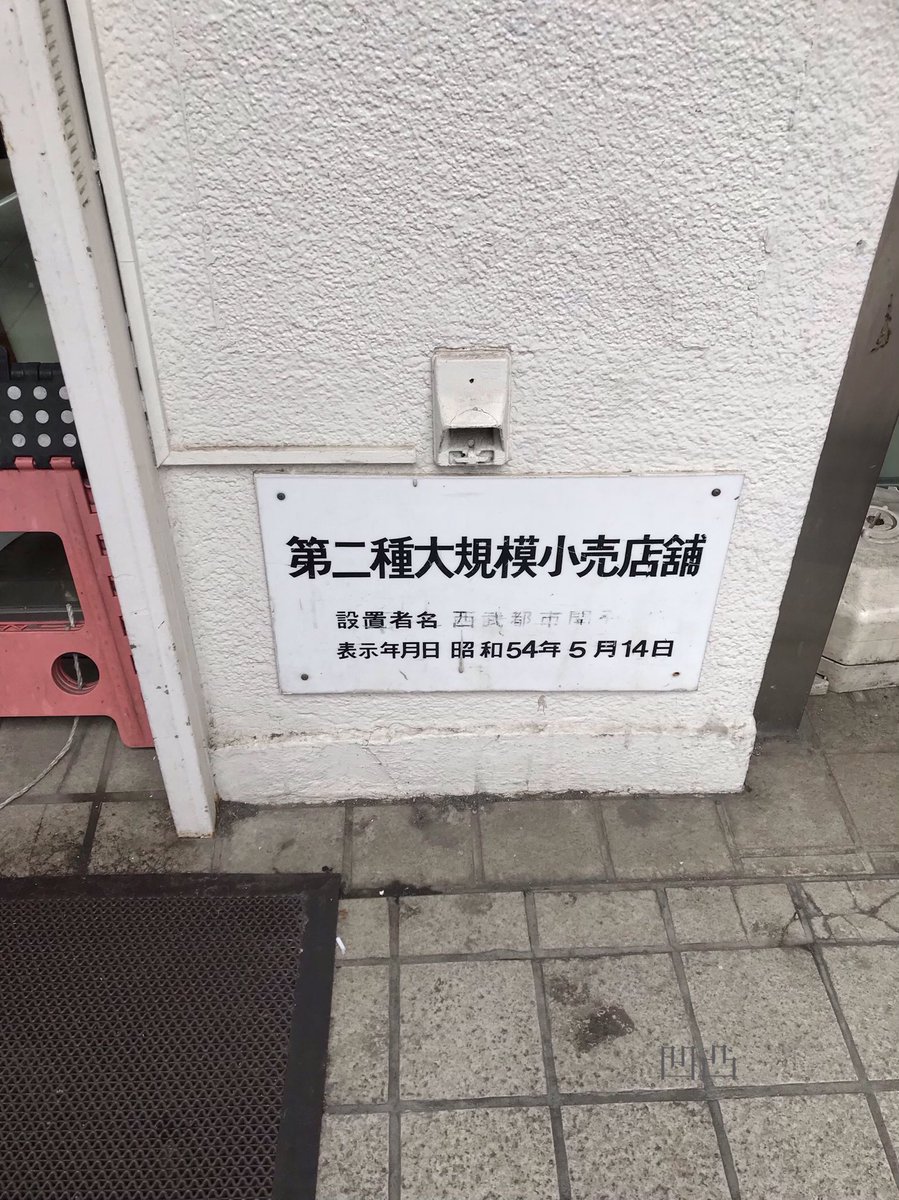 第二種大規模小売店舗
設置者名 西武都市開
表示年月日 昭和54年5月14日
凹凸